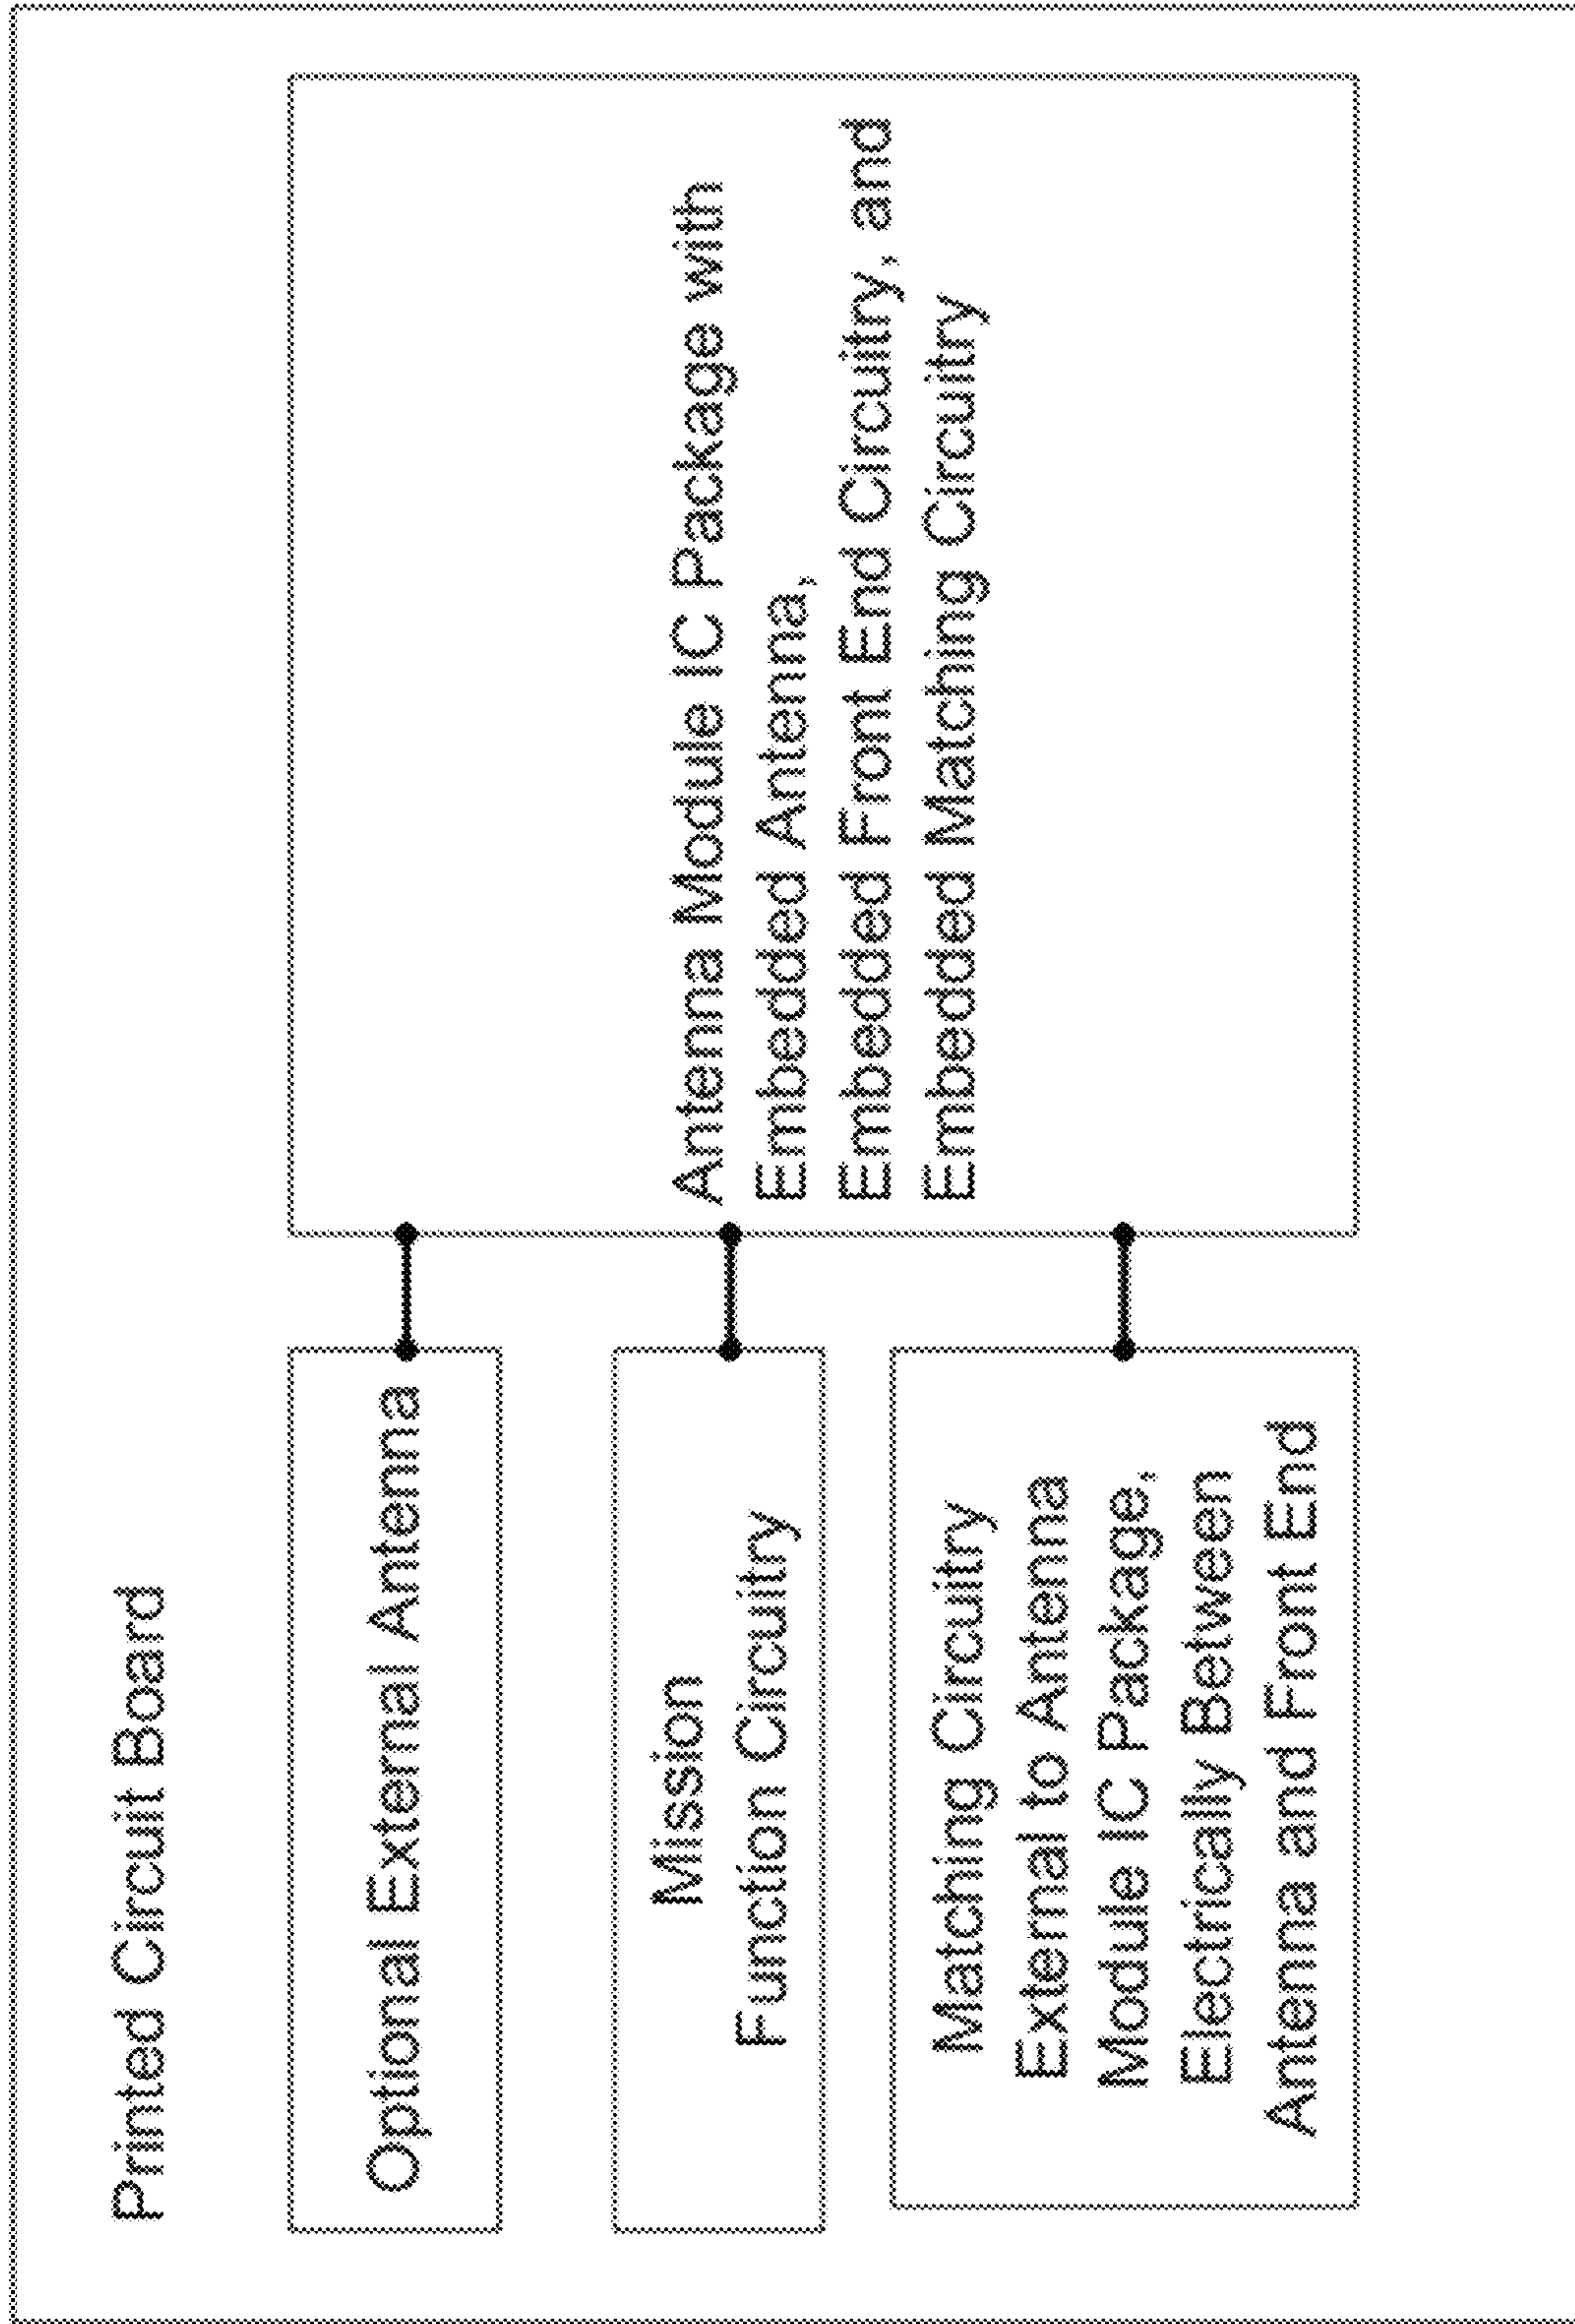 Printed Circuit Board
Optional External Antenna
Mission
Function Circuitry
Matching Circuitry
External to Antenna
Module IC Package,
Electrically Between
Antenna and Front End
Antenna Module IC Package with
Embedded Antenna,
Embedded Front End Circuitry, and
Embedded Matching Circuitry